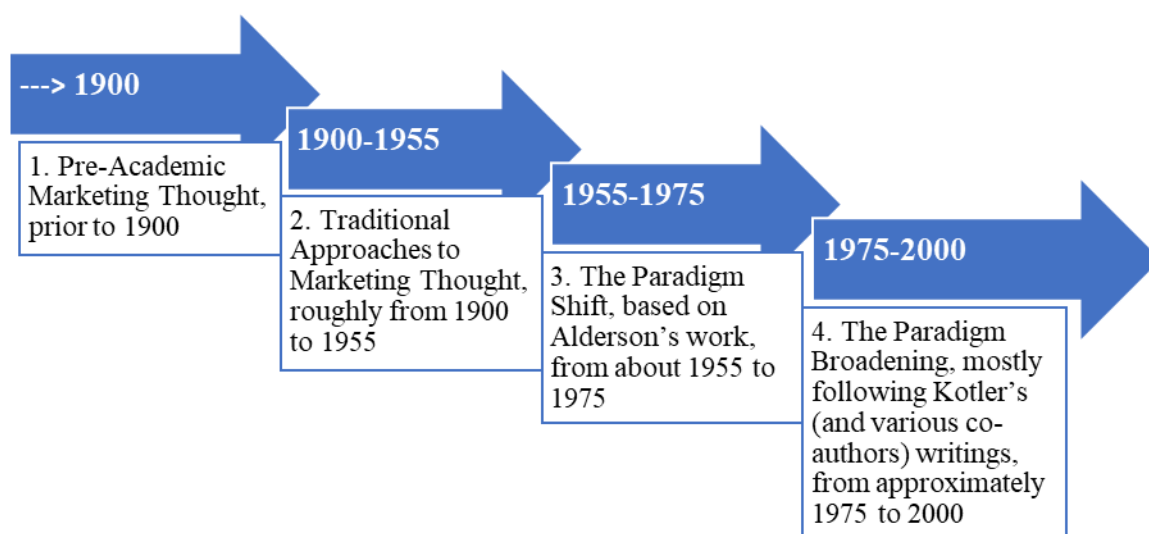 ---> 1900
1. Pre-Academic
Marketing Thought,
prior to 1900
1900-1955
2. Traditional
Approaches to
Marketing Thought,
roughly from 1900
to 1955
1955-1975
3. The Paradigm
Shift, based on
Alderson’s work,
from about 1955 to
1975
1975-2000
4. The Paradigm
Broadening, mostly
following Kotler’s
(and various co-
authors) writings,
from approximately
1975 to 2000